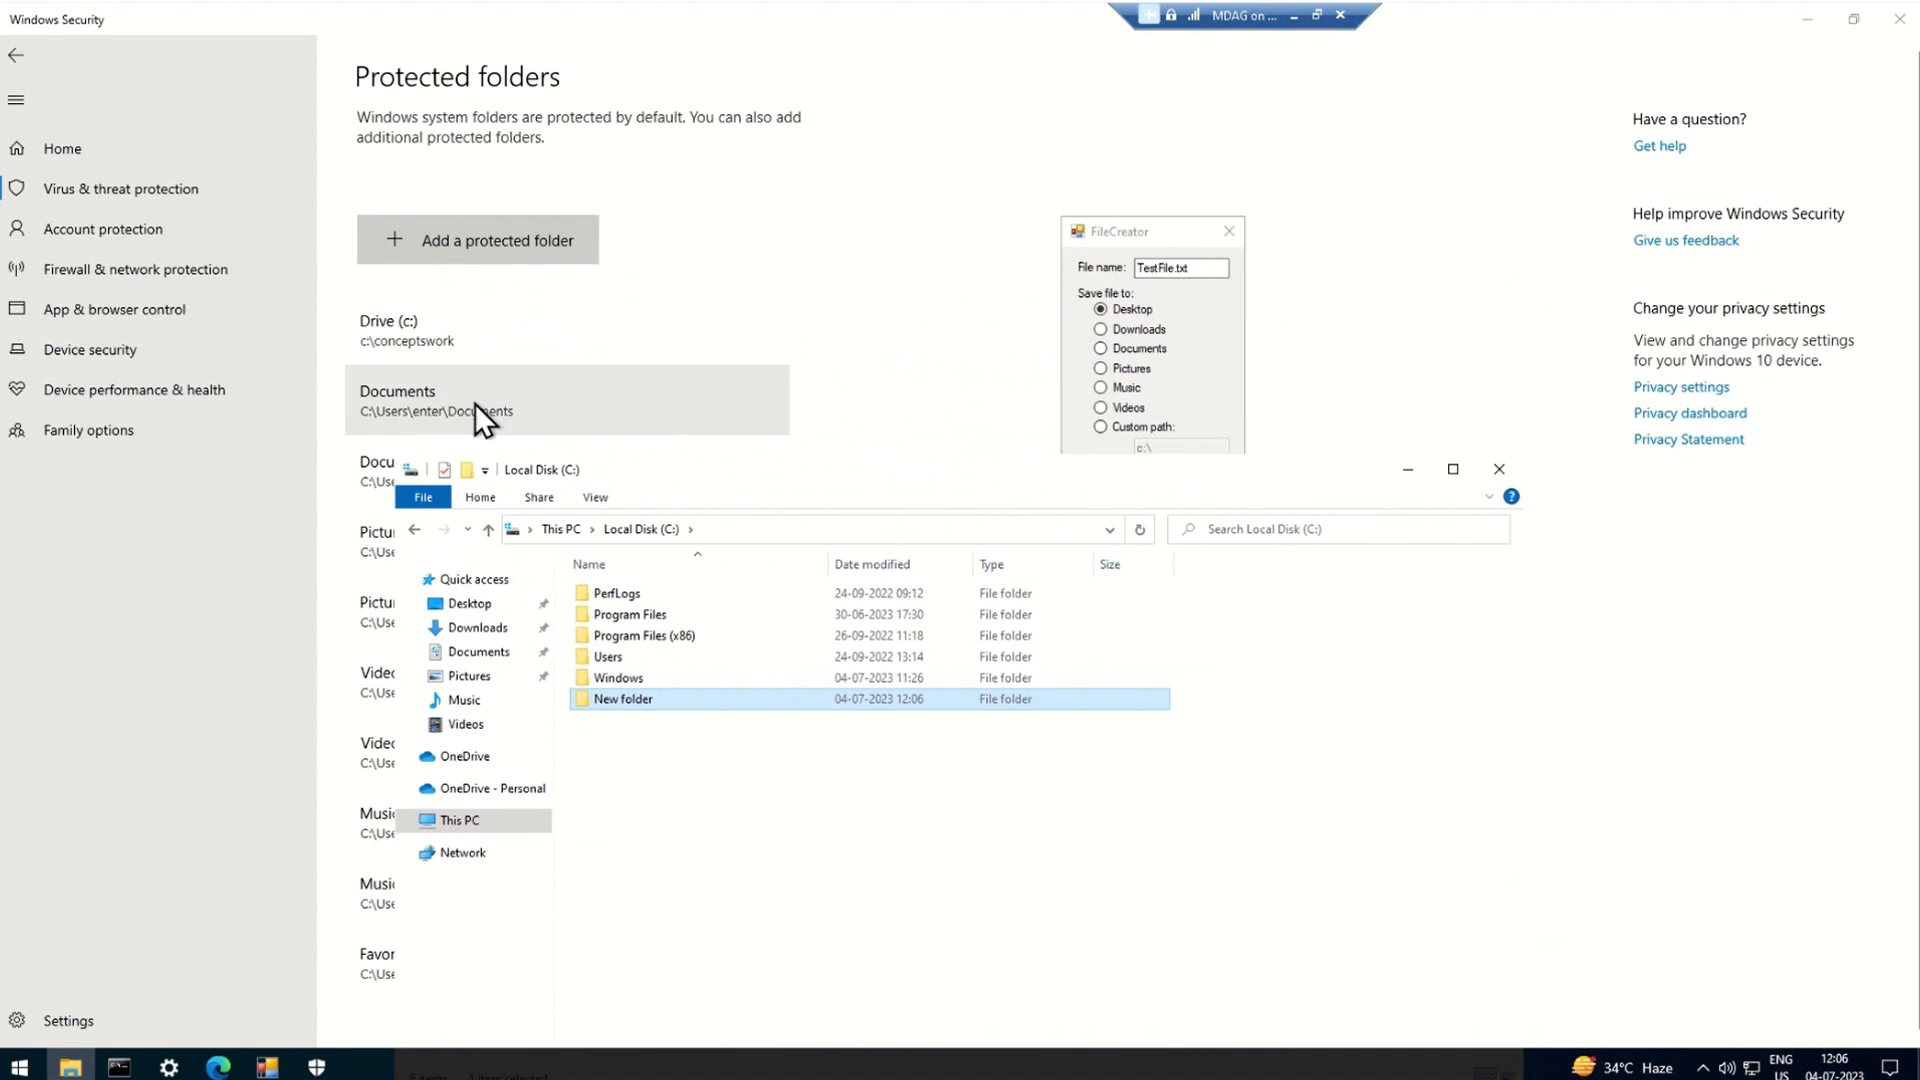 Windows Security
MDAG on ...
Protected folders
Windows system folders are protected by default. You can also add
additional protected folders.
Home
Virus & threat protection
Account protection
Firewall & network protection
App & browser control
Device security
Device performance & health
Family options
Settings
Add a protected folder
Drive (c:)
c:\conceptswork
Documents
C:\Users\enter\Documents
Docu
C:\Use
Pictu
C:\Use
Pictu
C:\Use
Videc
C:\Use
Videc
C:\Use
Music
C:\Use
Music
C:\Use
Favor
C:\Use
Have a question?
Get help
Help improve Windows Security
Give us feedback
Change your privacy settings
View and change privacy settings
for your Windows 10 device.
Privacy settings
Privacy dashboard
Privacy Statement
FileCreator
File name: TestFile.txt
Save file to:
Desktop
Downloads
Documents
Pictures
Music
Videos
Custom path:
c:\
Local Disk (C:)
File Home Share View
This PC Local Disk (C:)
Search Local Disk (C:)
Quick access
Desktop
Downloads
Documents
Pictures
Music
Videos
OneDrive
OneDrive - Personal
This PC
Network
Name Date modified Type Size
PerfLogs 24-09-2022 09:12 File folder
Program Files 30-06-2023 17:30 File folder
Program Files (x86) 26-09-2022 11:18 File folder
Users 24-09-2022 13:14 File folder
Windows 04-07-2023 11:26 File folder
New folder 04-07-2023 12:06 File folder
34°C Haze
ENG
US
12:06
04-07-2023